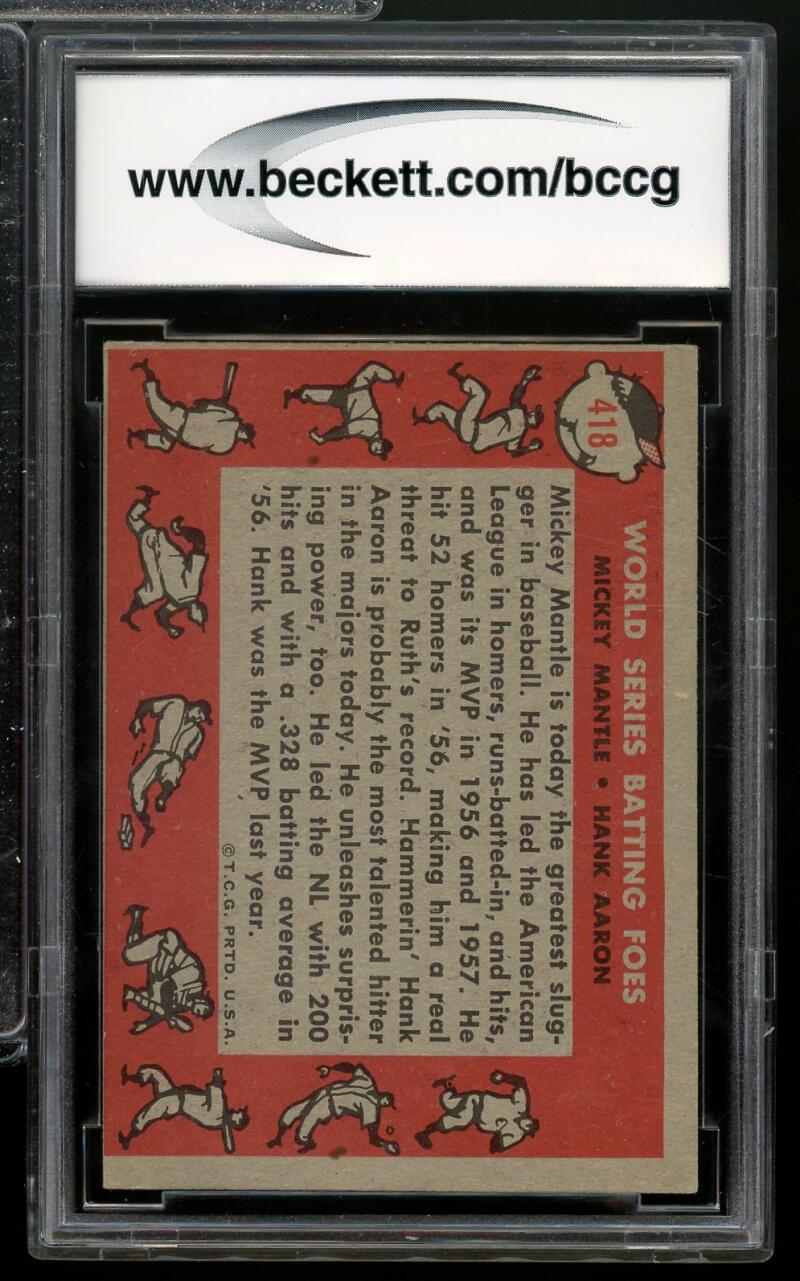 www.beckett.com/bccg
418
WORLD SERIES BATTING FOES
MICKEY MANTLE • HANK AARON
Mickey Mantle is today the greatest slug-
ger in baseball. He has led the American
League in homers, runs-batted-in, and hits,
and was its MVP in 1956 and 1957. He
hit 52 homers in '56, making him a real
threat to Ruth's record. Hammerin' Hank
Aaron is probably the most talented hitter
in the majors today. He unleashes surpris-
ing power, too. He led the NL with 200
hits and with a .328 batting average in
'56. Hank was the MVP last year.
©T.C.G. PRTD. U.S.A.